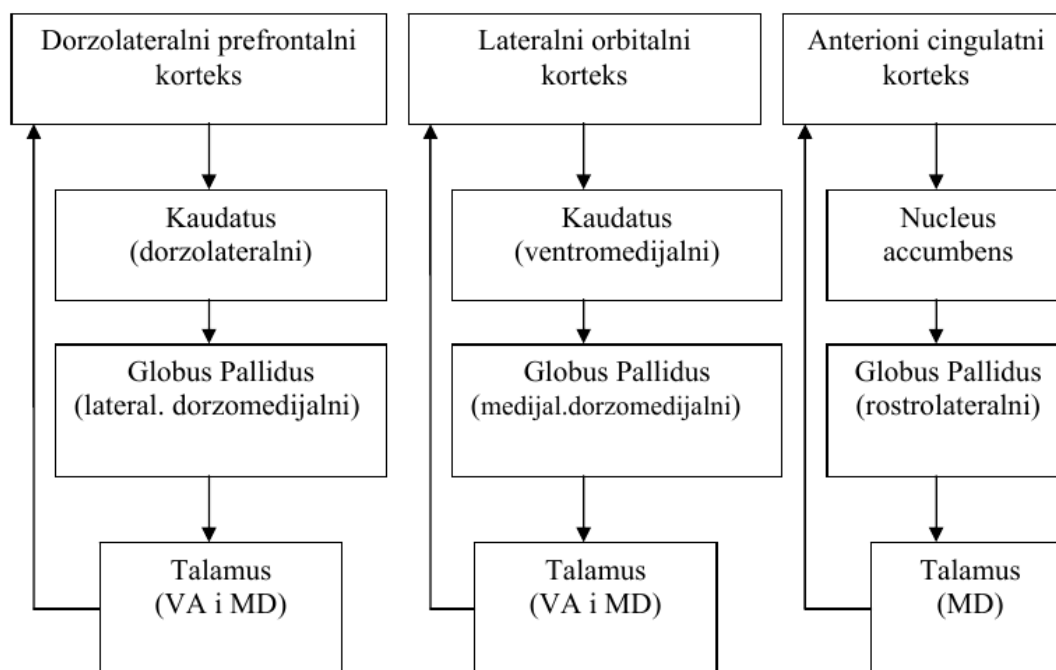 Dorzolateralni prefrontalni
korteks
Kaudatus
(dorzolateralni)
Globus Pallidus
(lateral. dorzomedijalni)
Talamus
(VA i MD)
Lateralni orbitalni
korteks
Kaudatus
(ventromedijalni)
Globus Pallidus
(medijal.dorzomedijalni)
Talamus
(VA i MD)
Anterioni cingulatni
korteks
Nucleus
accumbens
Globus Pallidus
(rostrolateralni)
Talamus
(MD)